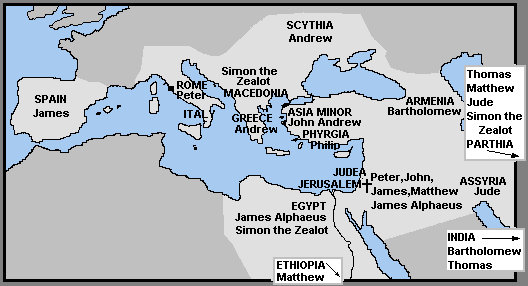 SCYTHIA
Andrew
Simon the
Zealot
MACEDONIA
ROME
Peter
ITALY
SPAIN
James
GREECE
Andrew
ASIA MINOR
John Andrew
PHYRGIA
Philip
ARMENIA
Bartholomew
Thomas
Matthew
Jude
Simon the
Zealot
PARTHIA
JUDEA
JERUSALEM
Peter,John,
James,Matthew
James Alphaeus
ASSYRIA
Jude
EGYPT
James Alphaeus
Simon the Zealot
INDIA
Bartholomew
Thomas
ETHIOPIA
Matthew